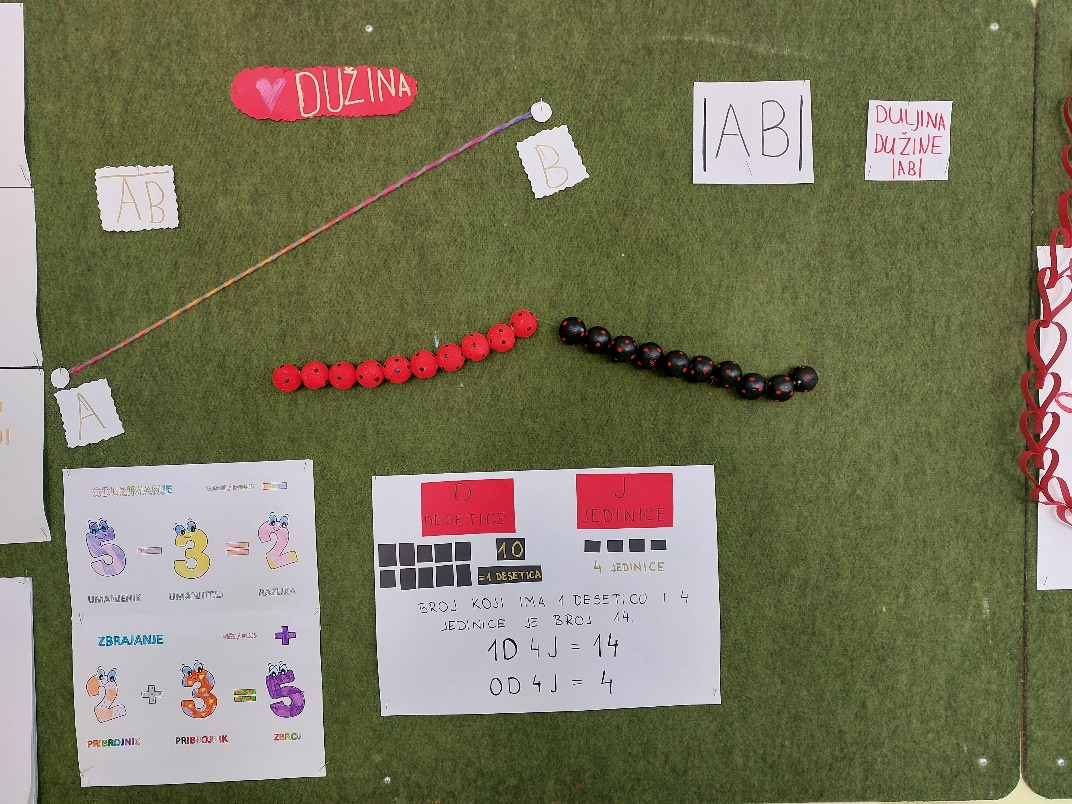 DUŽINA
AB
B
A
|AB|
DULJINA
DUŽINE
|AB|
ODUZIMANJE
5 - 3 = 2
UMANJENIK UMANJITELJ RAZLIKA
ZBRAJANJE +
2 + 3 = 5
PRIBROJNIK PRIBROJNIK ZBROJ
D
DESETICE
J
JEDINICE
10
=1 DESETICA
4 JEDINICE
BROJ KOJI IMA 1 DESETICU I 4
JEDINICE JE BROJ 14.
1D 4J = 14
0D 4J = 4